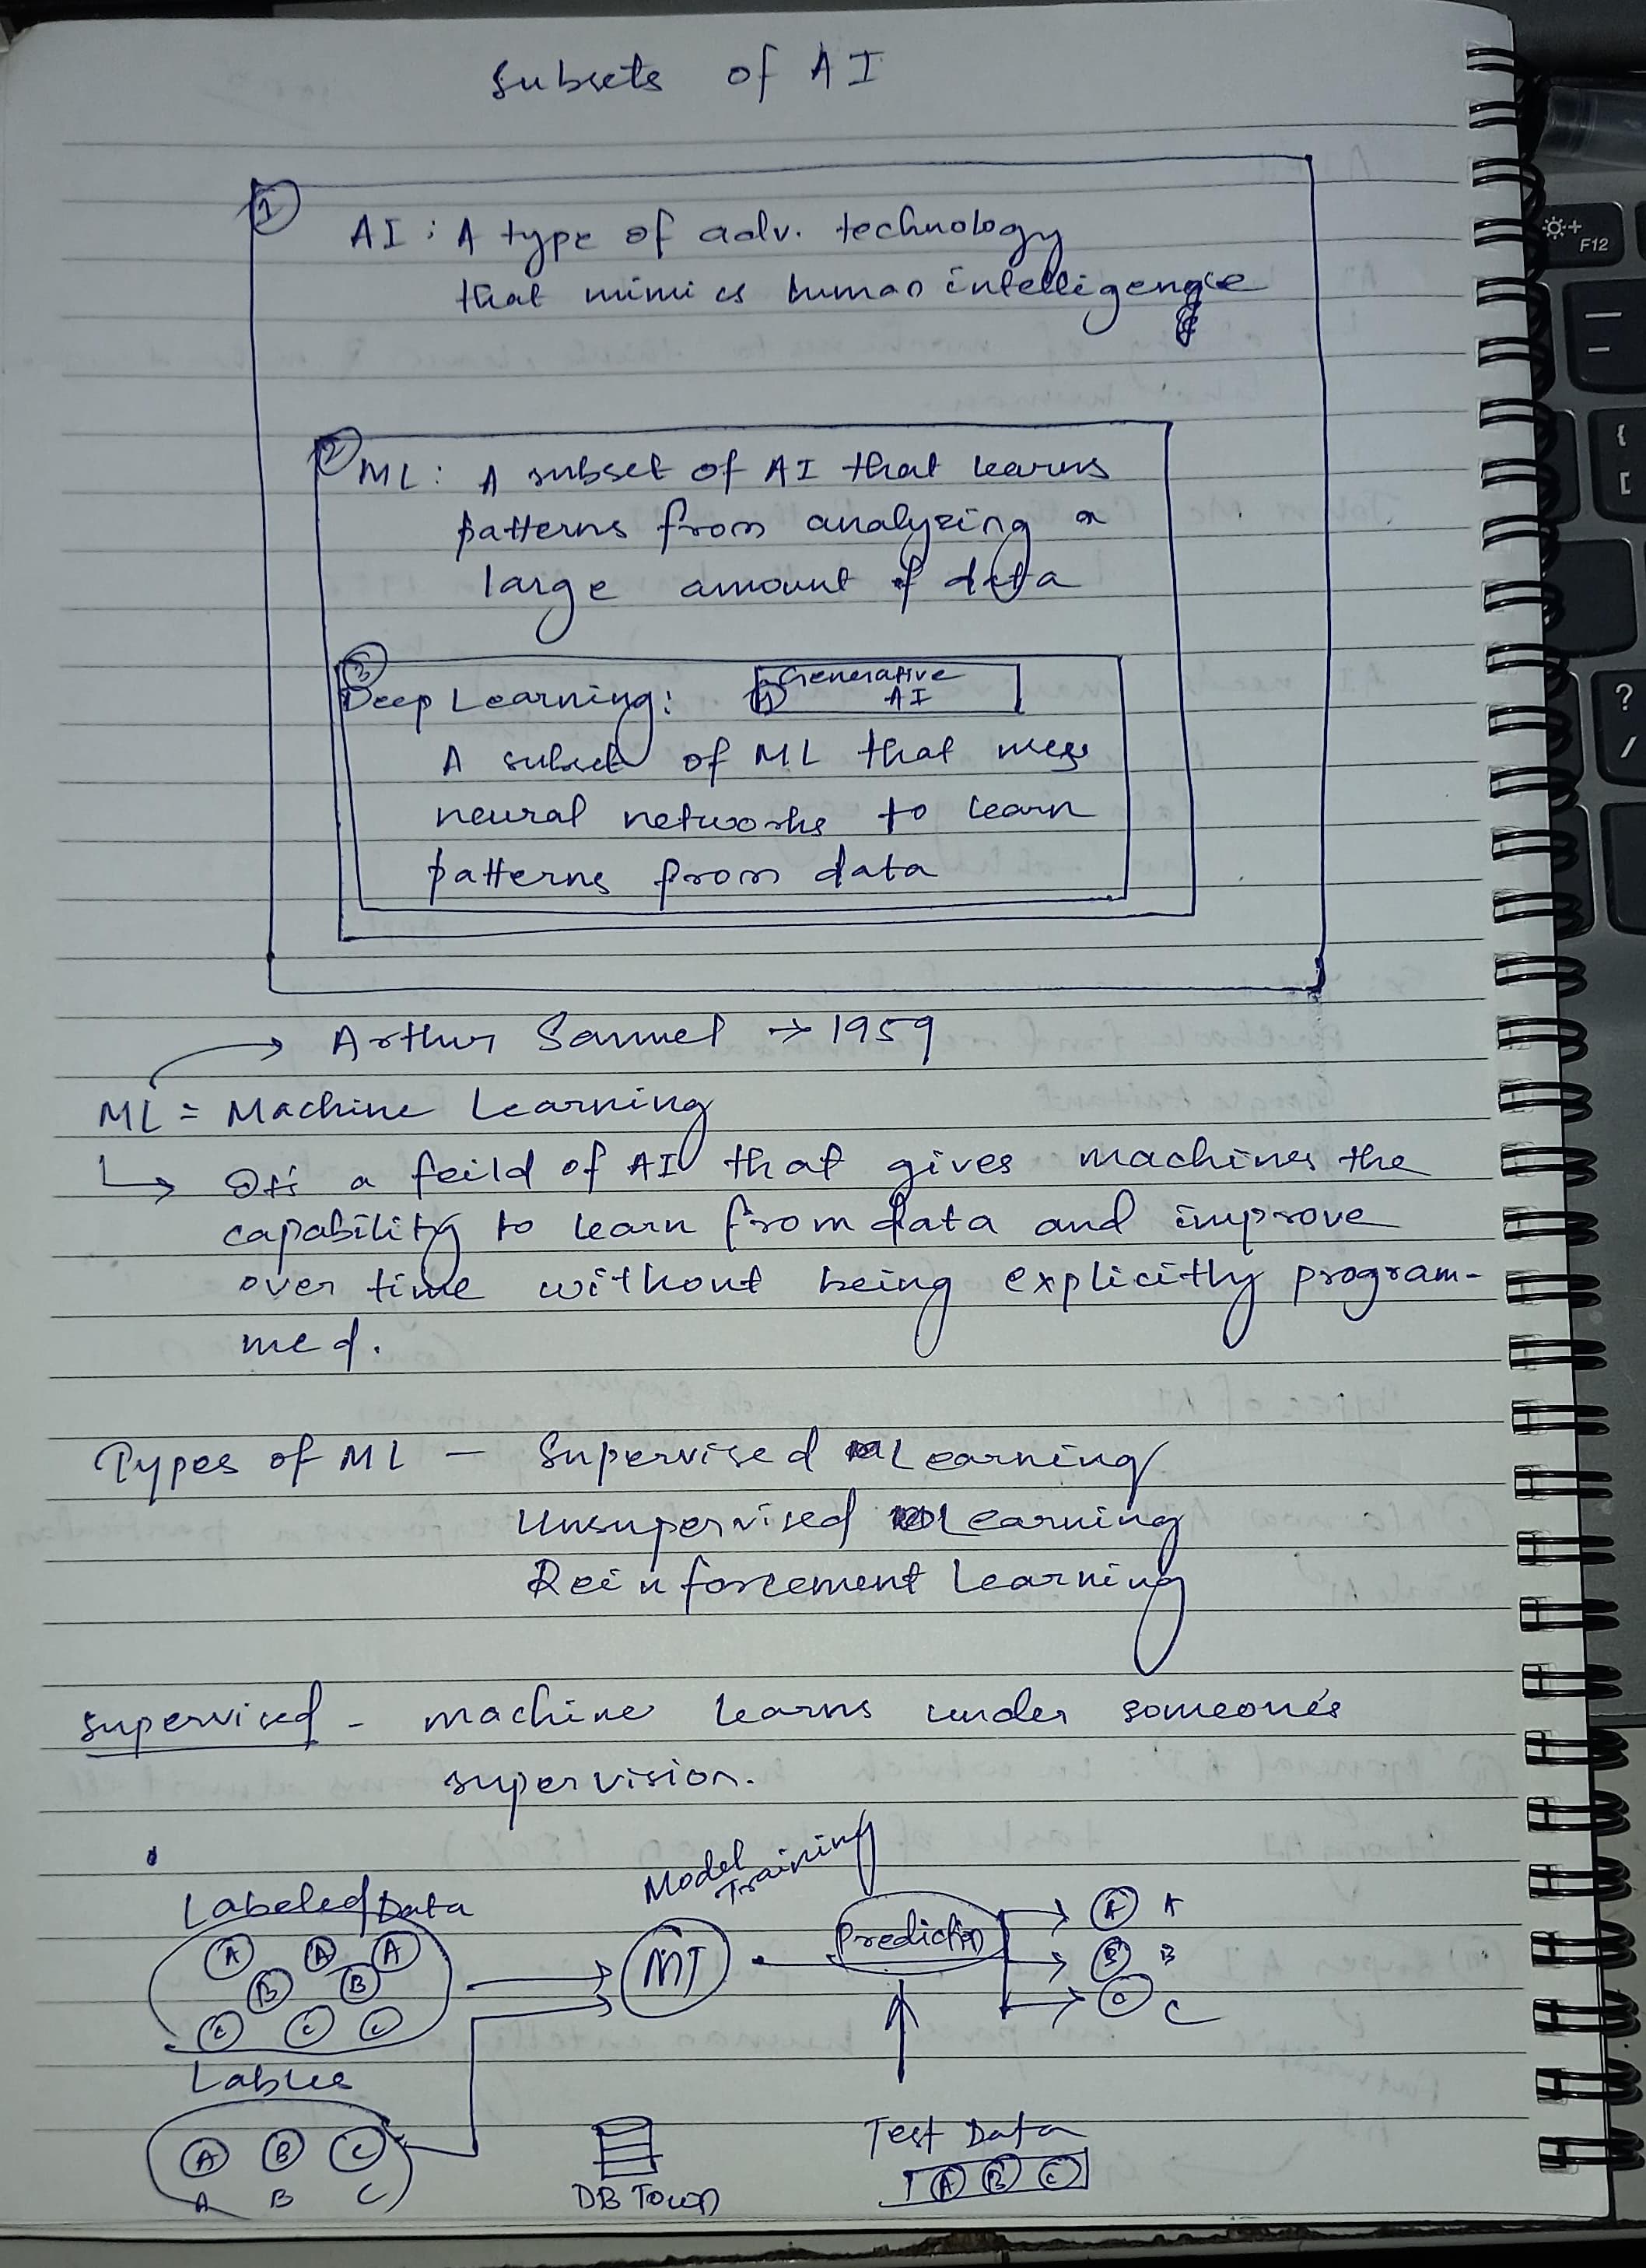 Subsets of AI
1
AI : A type of adv. technology
that mimics human intelligence
2 ML : A subset of AI that learns
patterns from analyzing a
large amount of data
3
Deep Learning :
Generative
AI
A subset of ML that uses
neural networks to learn
patterns from data
Arthur Samuel → 1959
ML = Machine Learning
↳ It's a feild of AI that gives machines the
capability to learn from data and improve
over time without being explicitly program-
med.
Types of ML – Supervised Learning
Unsupervised Learning
Reinforcement Learning
Supervised – machine learns under someone's
supervision.
Labeled Data
Model
Training
A A A
B B
C C C
MT
Prediction
A A
B B
C C
Lables
A B C
A B C
DB Town
Test Data
A B C
F12
{
[
?
/